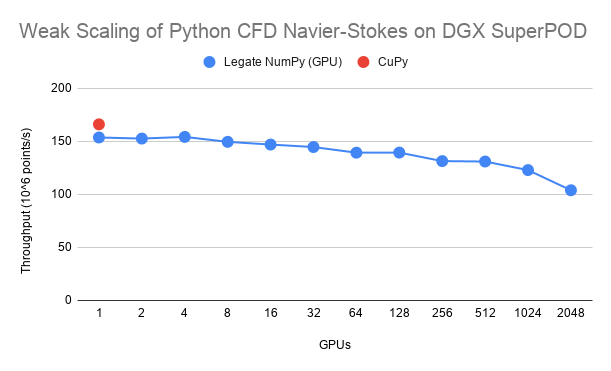 Weak Scaling of Python CFD Navier-Stokes on DGX SuperPOD
Legate NumPy (GPU) CuPy
Throughput (10^6 points/s)
200
150
100
50
0
1 2 4 8 16 32 64 128 256 512 1024 2048
GPUs